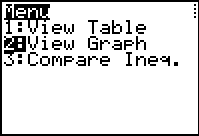 Menu
1:View Table
2:View Graph
3:Compare Ineq.